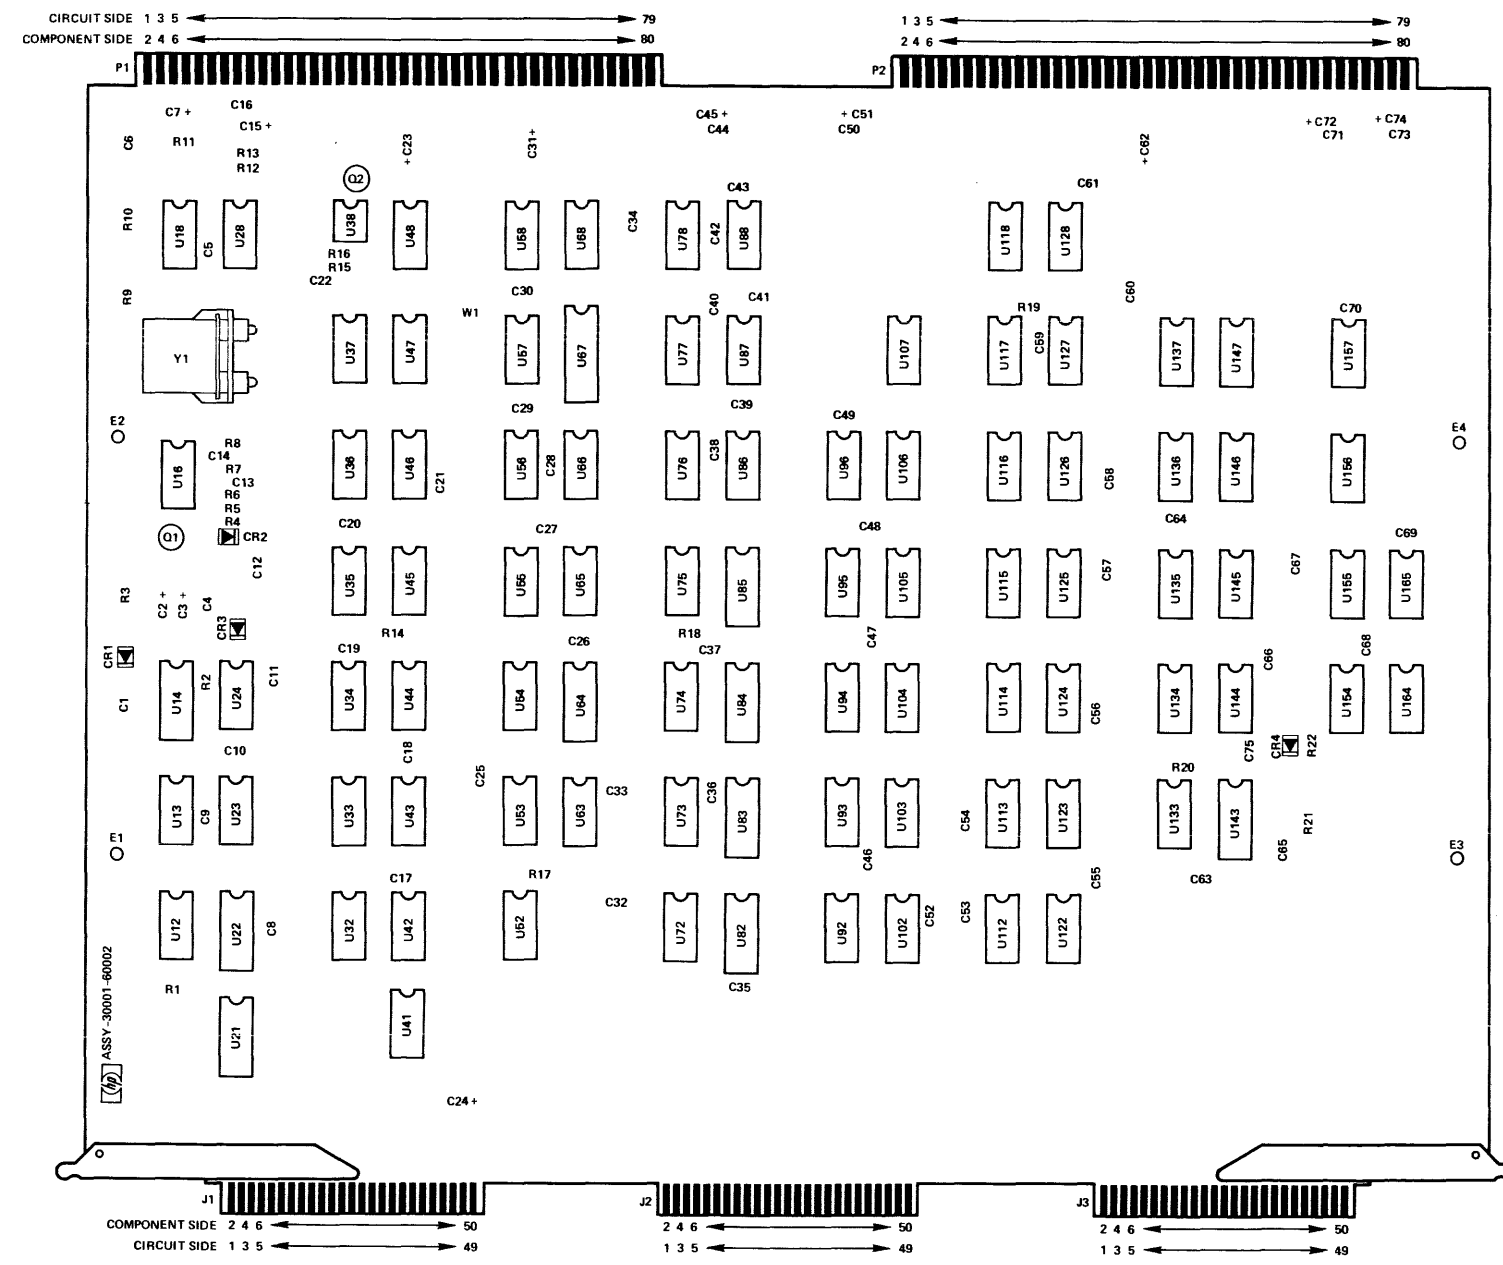 CIRCUIT SIDE 1 3 5 79
1 3 5 79
COMPONENT SIDE 2 4 6 80
2 4 6 80
P1
P2
C7 +
C16
C15 +
C6
R11
R13
R12
+ C23
C31 +
C45 +
C44
+ C51
C50
+ C62
+ C72
C71
+ C74
C73
Q2
C43
C61
R10
U18
C5
U28
U38
U48
U58
U68
C34
U78
C42
U88
U118
U128
R16
R15
C22
R9
C30
C40
C41
C60
W1
R19
C70
Y1
U37
U47
U57
U67
U77
U87
U107
U117
C59
U127
U137
U147
U157
C29
C39
C49
E2
E4
R8
C14
R7
C13
R6
R5
R4
U16
U36
U46
C21
U56
C28
U66
U76
C38
U86
U96
U106
U116
U126
C58
U136
U146
U156
Q1
CR2
C20
C27
C48
C64
C69
C12
U35
U45
U55
U65
U75
U85
U95
U105
U115
U125
C57
U135
U145
C67
U155
U165
R3
C2 +
C3 +
C4
CR3
R14
R18
C47
CR1
C19
C26
C37
C66
C68
C1
U14
R2
U24
C11
U34
U44
U54
U64
U74
U84
U94
U104
U114
U124
C56
U134
U144
U154
U164
C10
C18
C75
CR4
R22
C25
R20
U13
C9
U23
U33
U43
U53
U63
C33
U73
C36
U83
U93
U103
C54
U113
U123
U133
U143
R21
E1
C46
C65
E3
C17
R17
C55
C63
U12
U22
C8
U32
U42
U52
C32
U72
U82
U92
U102
C52
C53
U112
U122
R1
C35
ASSY-30001-60002
U21
U41
hp
C24 +
J1
J2
J3
COMPONENT SIDE 2 4 6 50
2 4 6 50
2 4 6 50
CIRCUIT SIDE 1 3 5 49
1 3 5 49
1 3 5 49